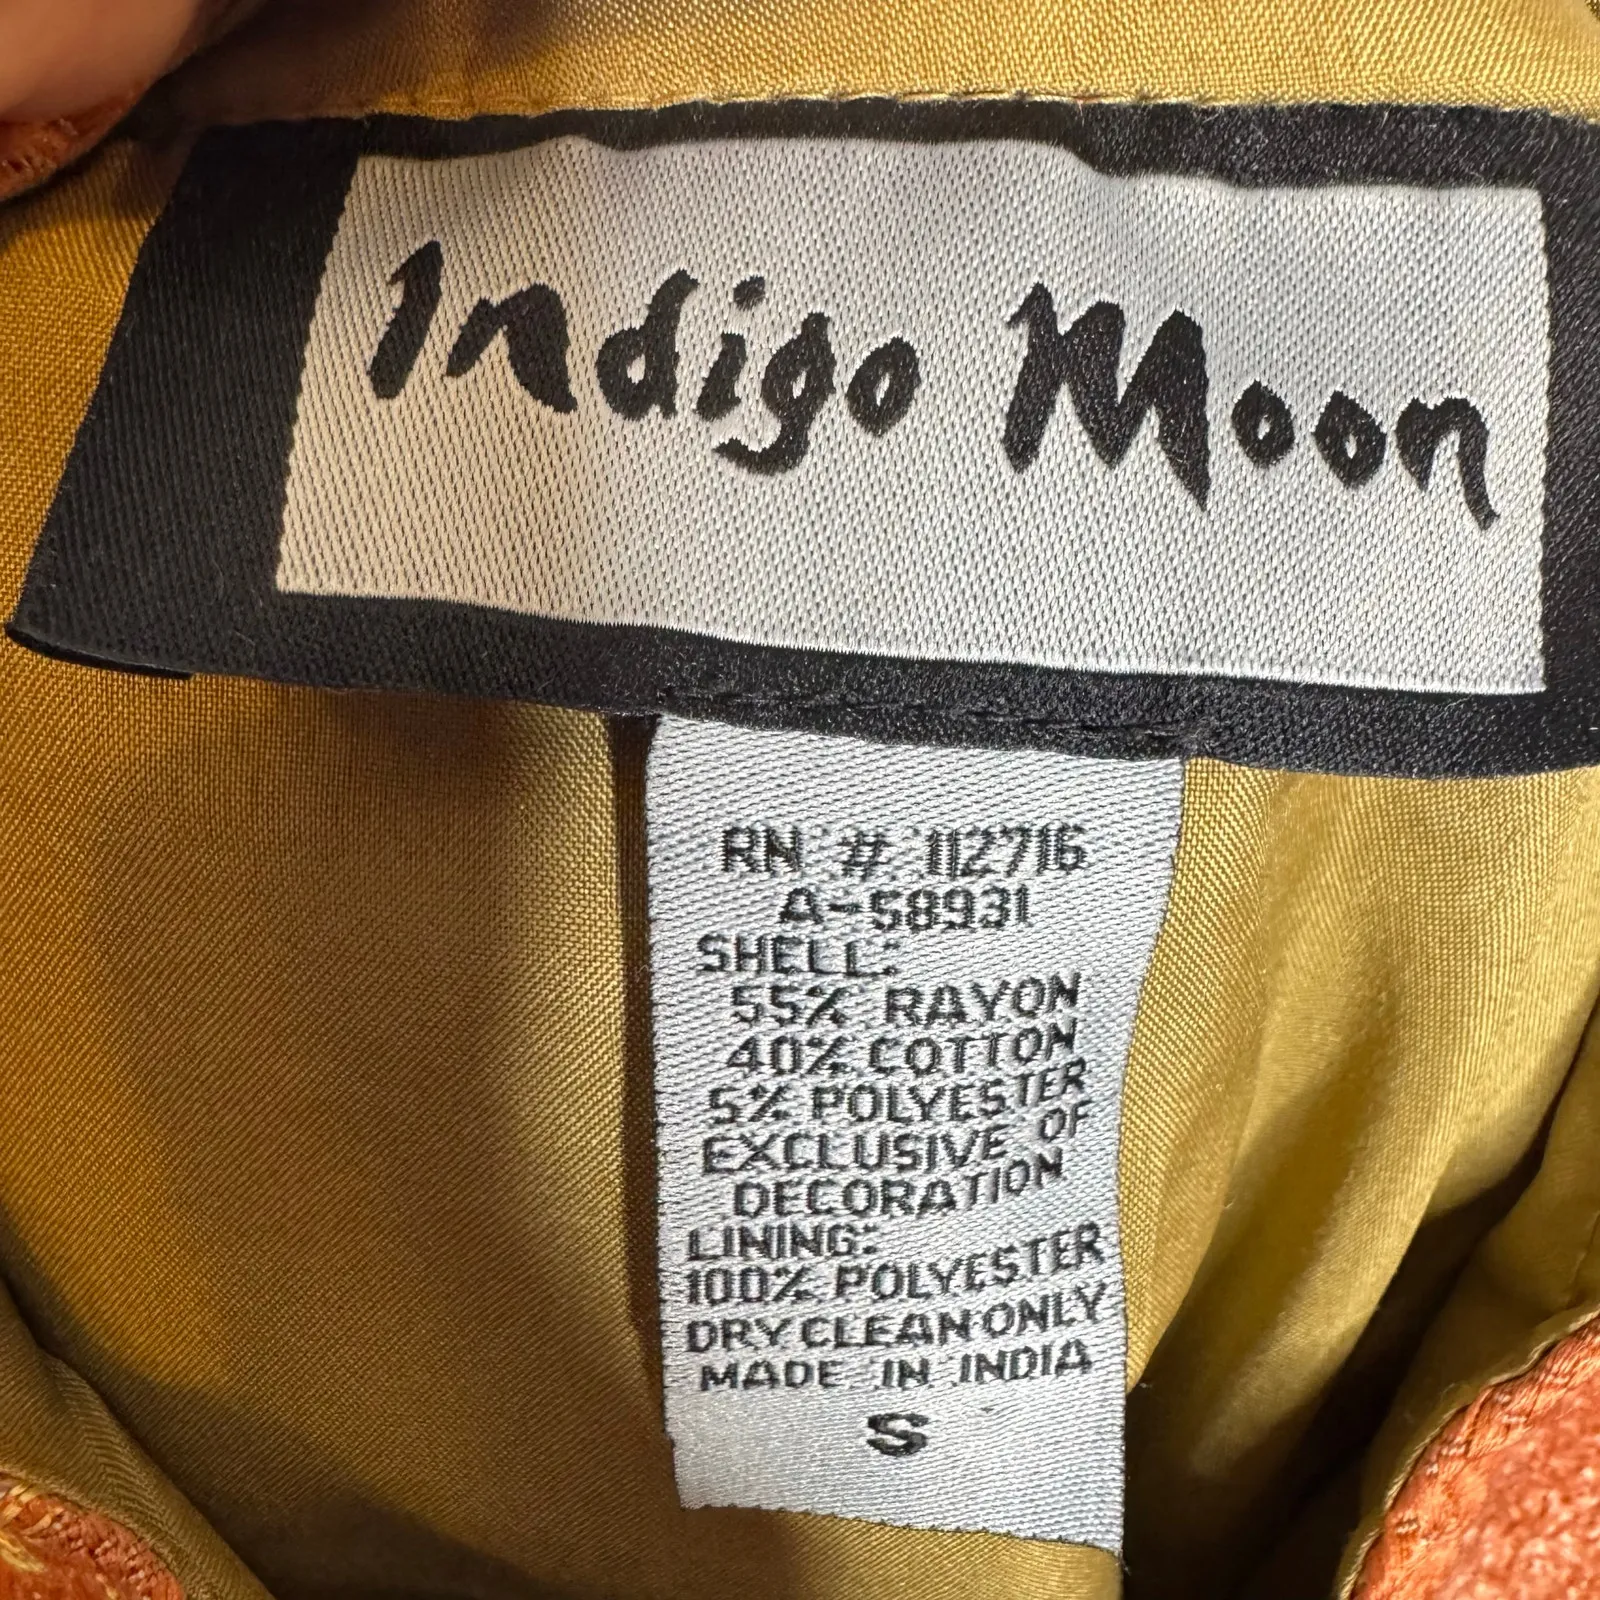 Indigo Moon
RN # 112716
A-58931
SHELL:
55% RAYON
40% COTTON
5% POLYESTER
EXCLUSIVE OF
DECORATION
LINING:
100% POLYESTER
DRY CLEAN ONLY
MADE IN INDIA
S